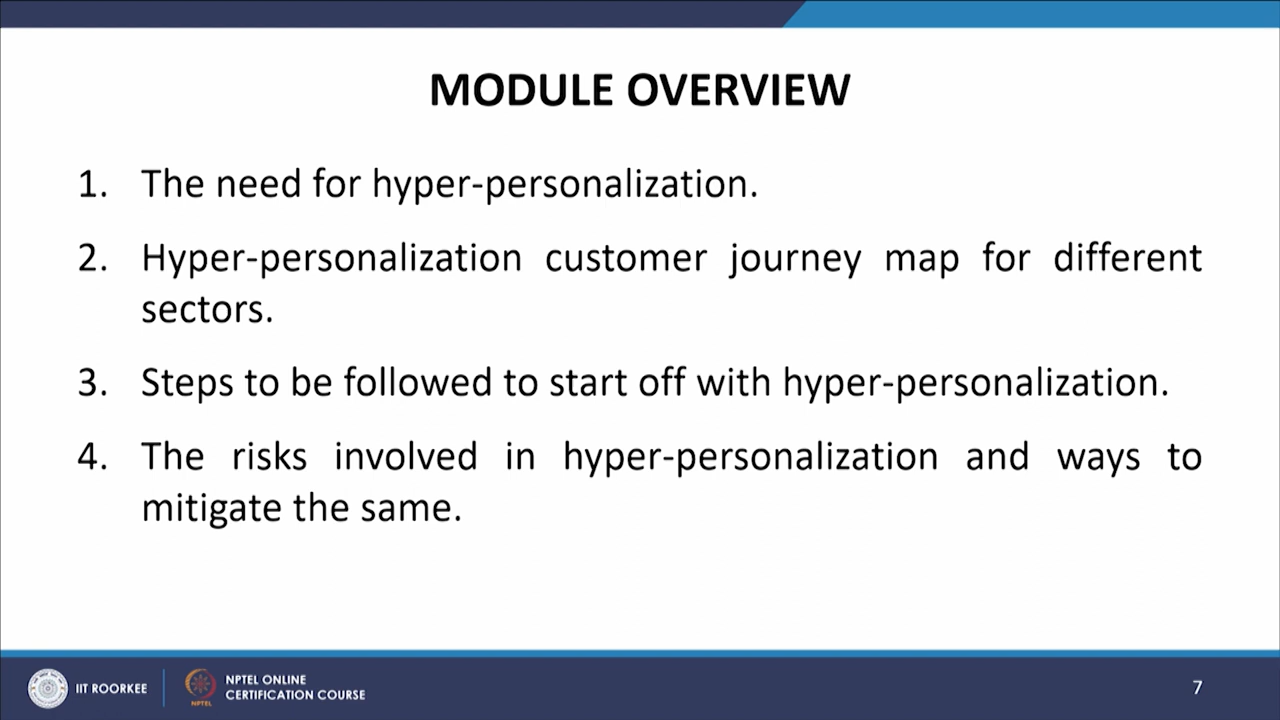 MODULE OVERVIEW
1. The need for hyper-personalization.
2. Hyper-personalization customer journey map for different
sectors.
3. Steps to be followed to start off with hyper-personalization.
4. The risks involved in hyper-personalization and ways to
mitigate the same.
IIT ROORKEE
NPTEL
NPTEL ONLINE
CERTIFICATION COURSE
7